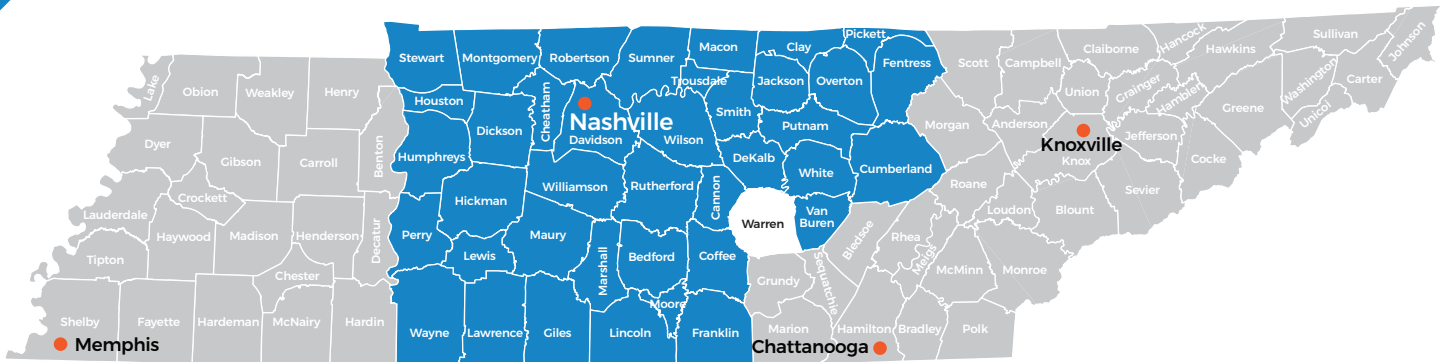 Stewart
Montgomery
Robertson
Sumner
Macon
Clay
Pickett
Fentress
Scott
Campbell
Claiborne
Hancock
Hawkins
Sullivan
Johnson
Lake
Obion
Weakley
Henry
Houston
Dickson
Cheatham
Nashville
Davidson
Wilson
Trousdale
Smith
Jackson
Overton
Putnam
Morgan
Anderson
Union
Grainger
Hamblen
Greene
Washington
Unicoi
Carter
Dyer
Gibson
Carroll
Benton
Humphreys
Hickman
Williamson
Rutherford
Cannon
DeKalb
White
Cumberland
Roane
Knoxville
Knox
Jefferson
Cocke
Sevier
Lauderdale
Crockett
Haywood
Madison
Henderson
Decatur
Perry
Lewis
Maury
Marshall
Bedford
Coffee
Warren
Van
Buren
Bledsoe
Rhea
Meigs
Loudon
Blount
Tipton
Chester
Grundy
Sequatchie
McMinn
Monroe
Shelby
Fayette
Hardeman
McNairy
Hardin
Wayne
Lawrence
Giles
Lincoln
Moore
Franklin
Marion
Hamilton
Bradley
Polk
Memphis
Chattanooga